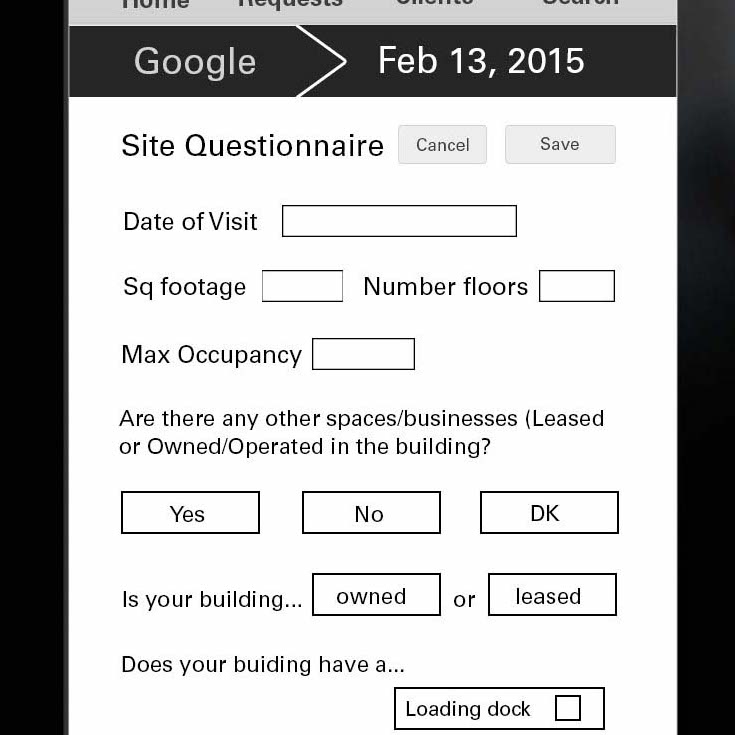 Home Requests Clients Search
Google Feb 13, 2015
Site Questionnaire Cancel Save
Date of Visit
Sq footage Number floors
Max Occupancy
Are there any other spaces/businesses (Leased
or Owned/Operated in the building?
Yes No DK
Is your building... owned or leased
Does your buiding have a...
Loading dock